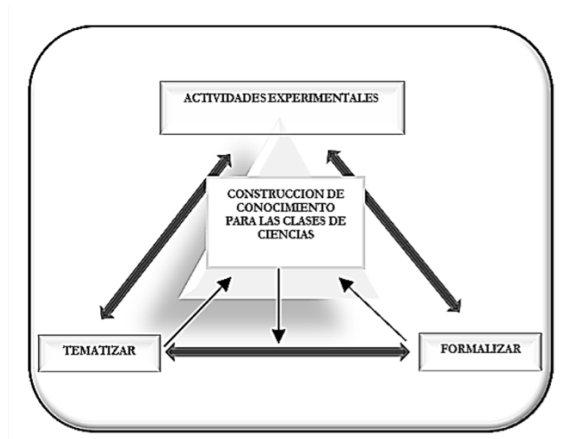 ACTIVIDADES EXPERIMENTALES
CONSTRUCCION DE
CONOCIMIENTO
PARA LAS CLASES DE
CIENCIAS
TEMATIZAR
FORMALIZAR